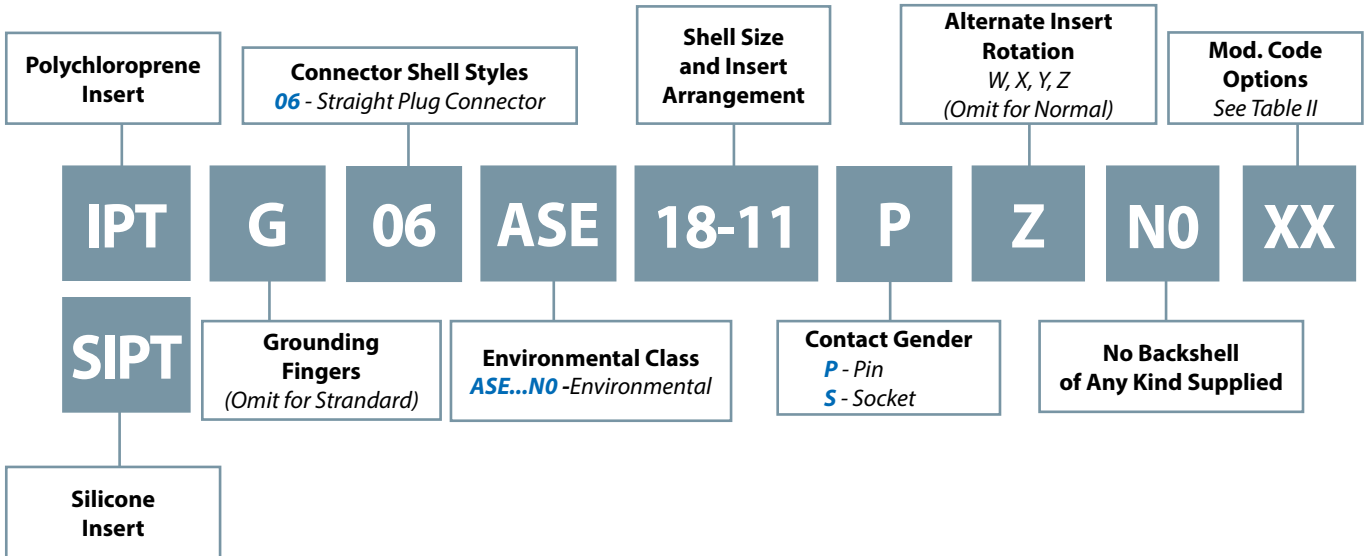 Polychloroprene
Insert
Connector Shell Styles
06 - Straight Plug Connector
Shell Size
and Insert
Arrangement
Alternate Insert
Rotation
W, X, Y, Z
(Omit for Normal)
Mod. Code
Options
See Table II
IPT
G
06
ASE
18-11
P
Z
N0
XX
SIPT
Grounding
Fingers
(Omit for Strandard)
Environmental Class
ASE...N0 -Environmental
Contact Gender
P - Pin
S - Socket
No Backshell
of Any Kind Supplied
Silicone
Insert